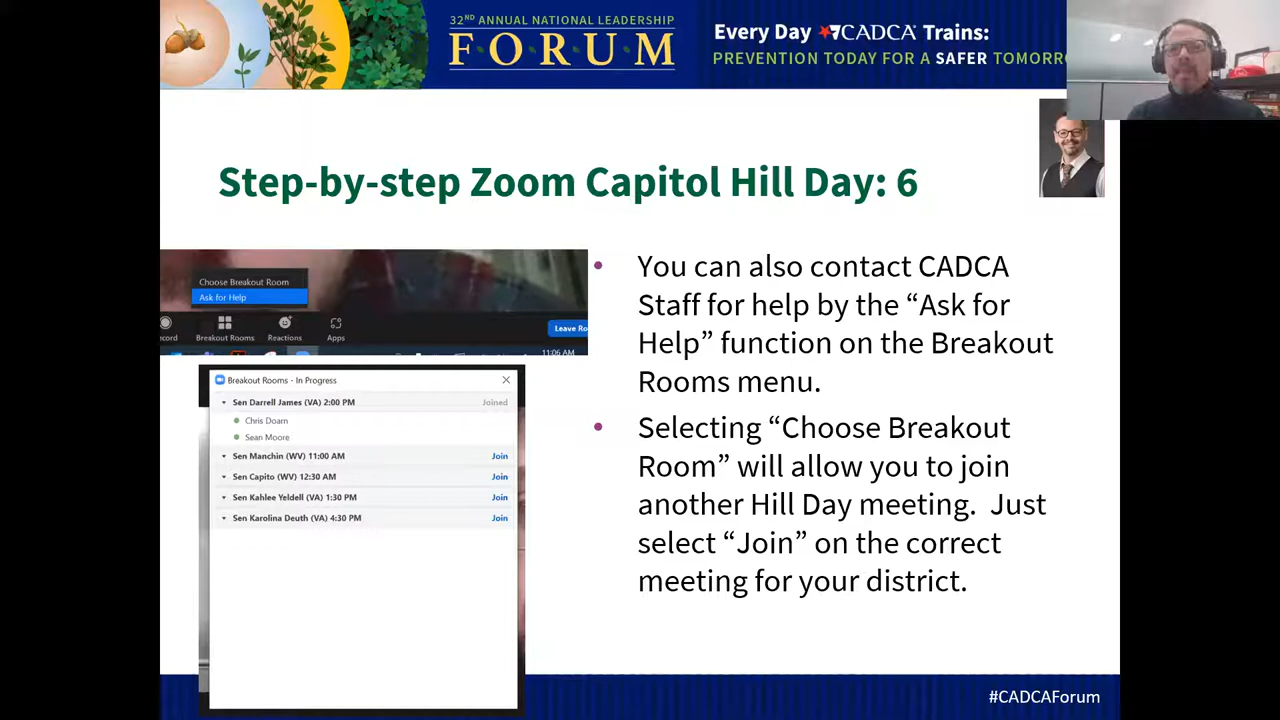 32ND ANNUAL NATIONAL LEADERSHIP
FORUM
Every Day CADCA Trains:
PREVENTION TODAY FOR A SAFER TOMORRO
Step-by-step Zoom Capitol Hill Day: 6
Choose Breakout Room
Ask for Help
cord
Breakout Rooms
Reactions
Apps
Leave Ro
11:06 AM
• You can also contact CADCA
Staff for help by the “Ask for
Help” function on the Breakout
Rooms menu.
• Selecting “Choose Breakout
Room” will allow you to join
another Hill Day meeting. Just
select “Join” on the correct
meeting for your district.
Breakout Rooms - In Progress
Sen Darrell James (VA) 2:00 PM Joined
Chris Doarn
Sean Moore
Sen Manchin (WV) 11:00 AM Join
Sen Capito (WV) 12:30 AM Join
Sen Kahlee Yeldell (VA) 1:30 PM Join
Sen Karolina Deuth (VA) 4:30 PM Join
#CADCAForum